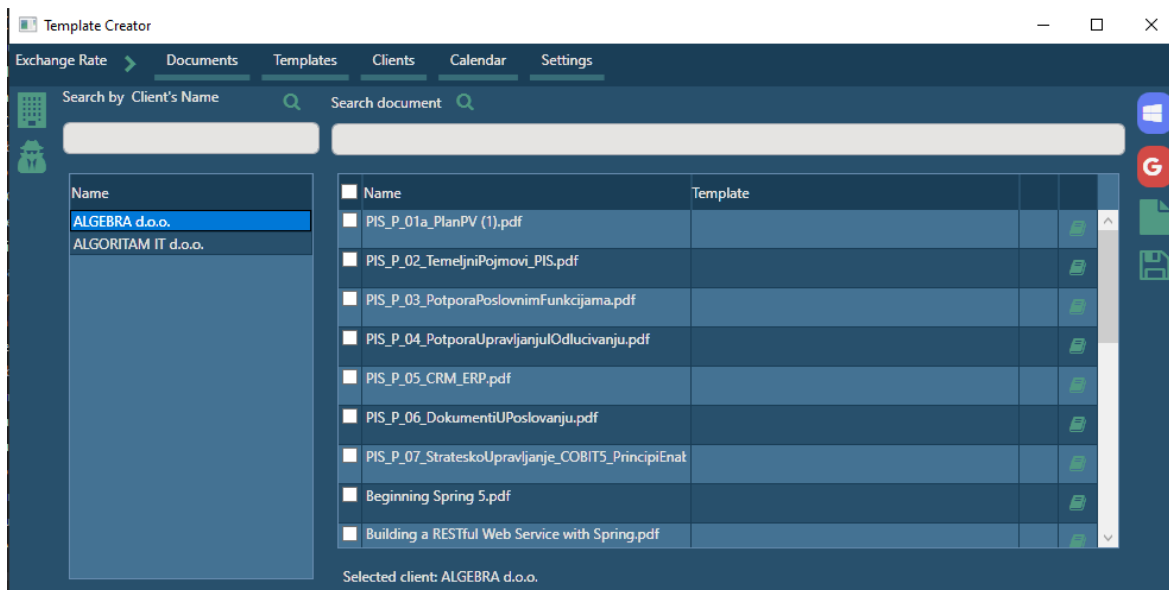 Template Creator
Exchange Rate Documents Templates Clients Calendar Settings
Search by Client's Name
Search document
Name
ALGEBRA d.o.o.
ALGORITAM IT d.o.o.
Name Template
PIS_P_01a_PlanPV (1).pdf
PIS_P_02_TemeljniPojmovi_PIS.pdf
PIS_P_03_PotporaPoslovnimFunkcijama.pdf
PIS_P_04_PotporaUpravljanjuIOdlucivanju.pdf
PIS_P_05_CRM_ERP.pdf
PIS_P_06_DokumentiUPoslovanju.pdf
PIS_P_07_StrateskoUpravljanje_COBIT5_PrincipiEnab
Beginning Spring 5.pdf
Building a RESTful Web Service with Spring.pdf
Selected client: ALGEBRA d.o.o.
G